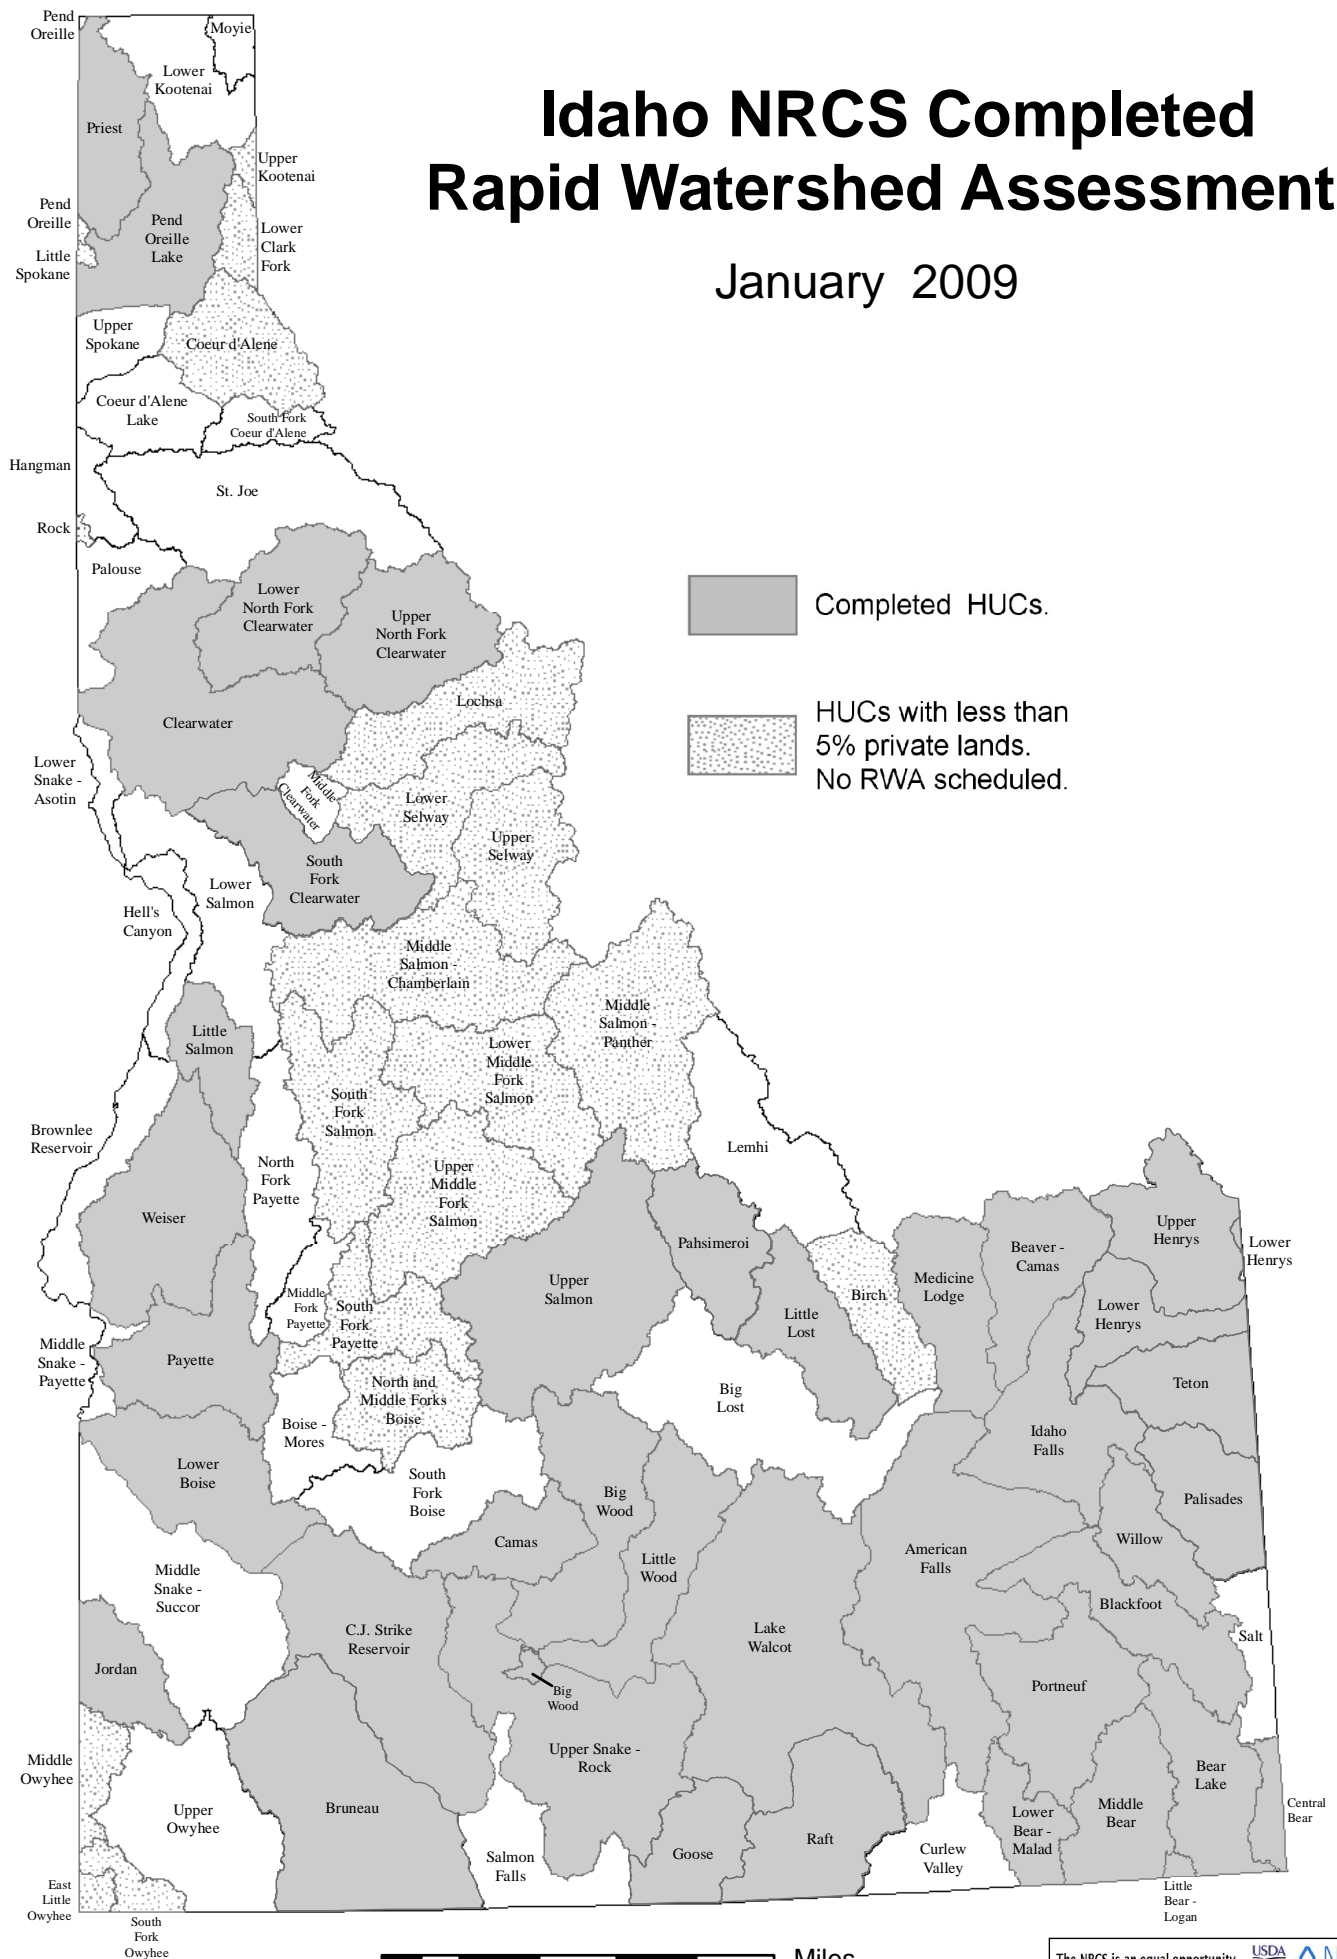 Idaho NRCS Completed
Rapid Watershed Assessment
January 2009
Completed HUCs.
HUCs with less than
5% private lands.
No RWA scheduled.
Pend
Oreille
Moyie
Lower
Kootenai
Priest
Upper
Kootenai
Pend
Oreille
Pend
Oreille
Lake
Lower
Clark
Fork
Little
Spokane
Upper
Spokane
Coeur d'Alene
Coeur d'Alene
Lake
South Fork
Coeur d'Alene
Hangman
St. Joe
Rock
Palouse
Lower
North Fork
Clearwater
Upper
North Fork
Clearwater
Lochsa
Clearwater
Lower
Snake -
Asotin
Middle
Fork
Clearwater
Lower
Selway
Upper
Selway
South
Fork
Clearwater
Lower
Salmon
Hell's
Canyon
Middle
Salmon -
Chamberlain
Middle
Salmon -
Panther
Little
Salmon
Lower
Middle
Fork
Salmon
South
Fork
Salmon
Brownlee
Reservoir
Lemhi
North
Fork
Payette
Upper
Middle
Fork
Salmon
Weiser
Pahsimeroi
Upper
Henrys
Lower
Henrys
Beaver -
Camas
Medicine
Lodge
Birch
Upper
Salmon
Middle
Fork
Payette
South
Fork
Payette
Little
Lost
Lower
Henrys
Middle
Snake -
Payette
Payette
Teton
North and
Middle Forks
Boise
Big
Lost
Boise -
Mores
Idaho
Falls
Lower
Boise
South
Fork
Boise
Big
Wood
Palisades
Camas
Willow
American
Falls
Little
Wood
Middle
Snake -
Succor
Blackfoot
C.J. Strike
Reservoir
Lake
Walcot
Salt
Jordan
Portneuf
Big
Wood
Upper Snake -
Rock
Middle
Owyhee
Bear
Lake
Upper
Owyhee
Bruneau
Middle
Bear
Central
Bear
Lower
Bear -
Malad
Raft
Curlew
Valley
Goose
Salmon
Falls
East
Little
Owyhee
South
Fork
Owyhee
Little
Bear -
Logan
Miles
The NRCS is an equal opportunity
USDA